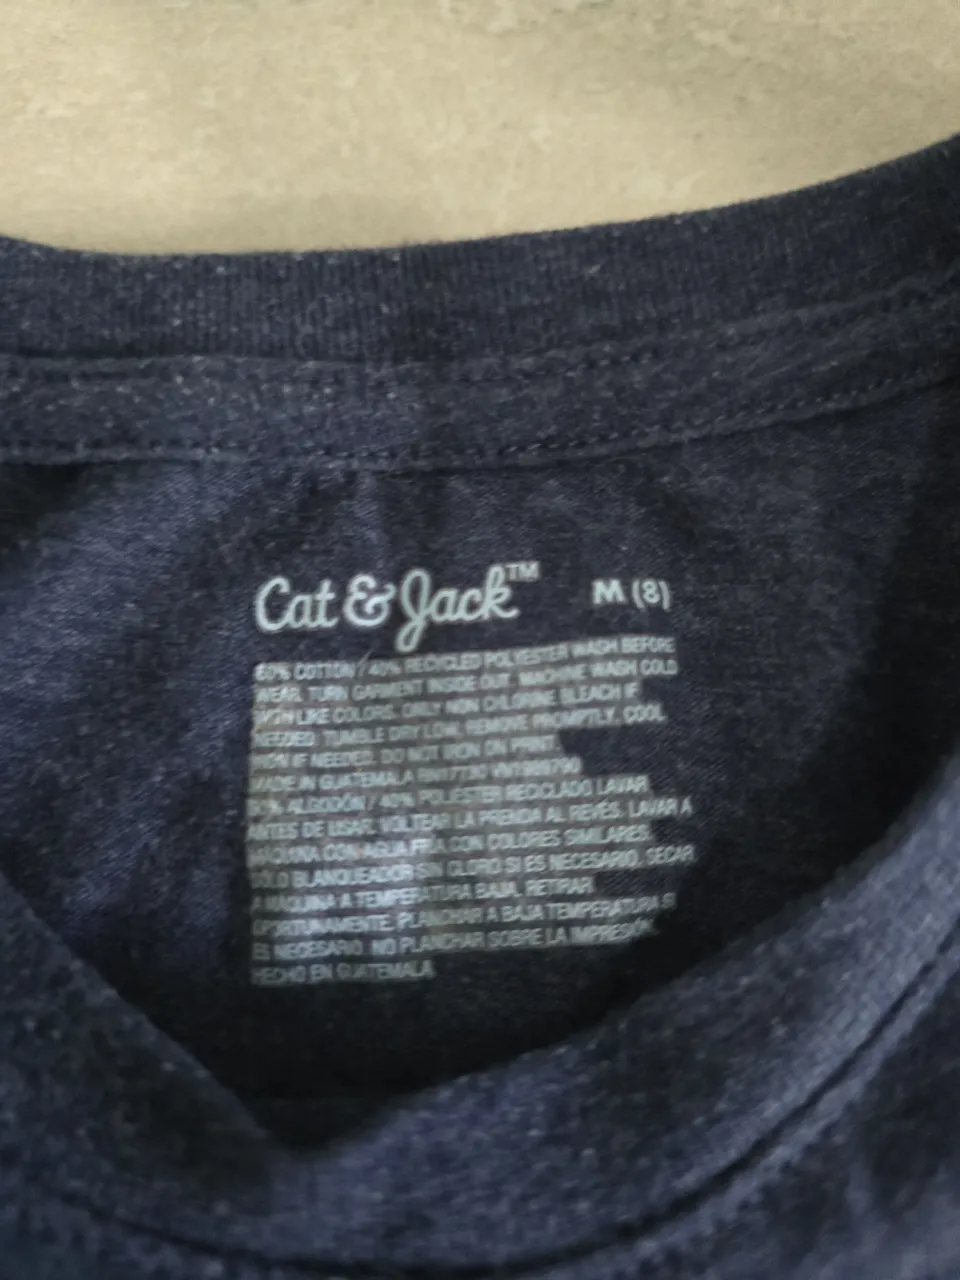 Cat & Jack™ M (8)
60% COTTON / 40% RECYCLED POLYESTER WASH BEFORE
WEAR. TURN GARMENT INSIDE OUT. MACHINE WASH COLD
WITH LIKE COLORS. ONLY NON CHLORINE BLEACH IF
NEEDED. TUMBLE DRY LOW. REMOVE PROMPTLY. COOL
IRON IF NEEDED. DO NOT IRON ON PRINT.
MADE IN GUATEMALA RN17730
60% ALGODÓN / 40% POLIÉSTER RECICLADO LAVAR
ANTES DE USAR. VOLTEAR LA PRENDA AL REVÉS. LAVAR A
MÁQUINA CON AGUA FRÍA CON COLORES SIMILARES.
SÓLO BLANQUEADOR SIN CLORO SI ES NECESARIO. SECAR
A MÁQUINA A TEMPERATURA BAJA. RETIRAR
OPORTUNAMENTE. PLANCHAR A BAJA TEMPERATURA SI
ES NECESARIO. NO PLANCHAR SOBRE LA IMPRESIÓN.
HECHO EN GUATEMALA